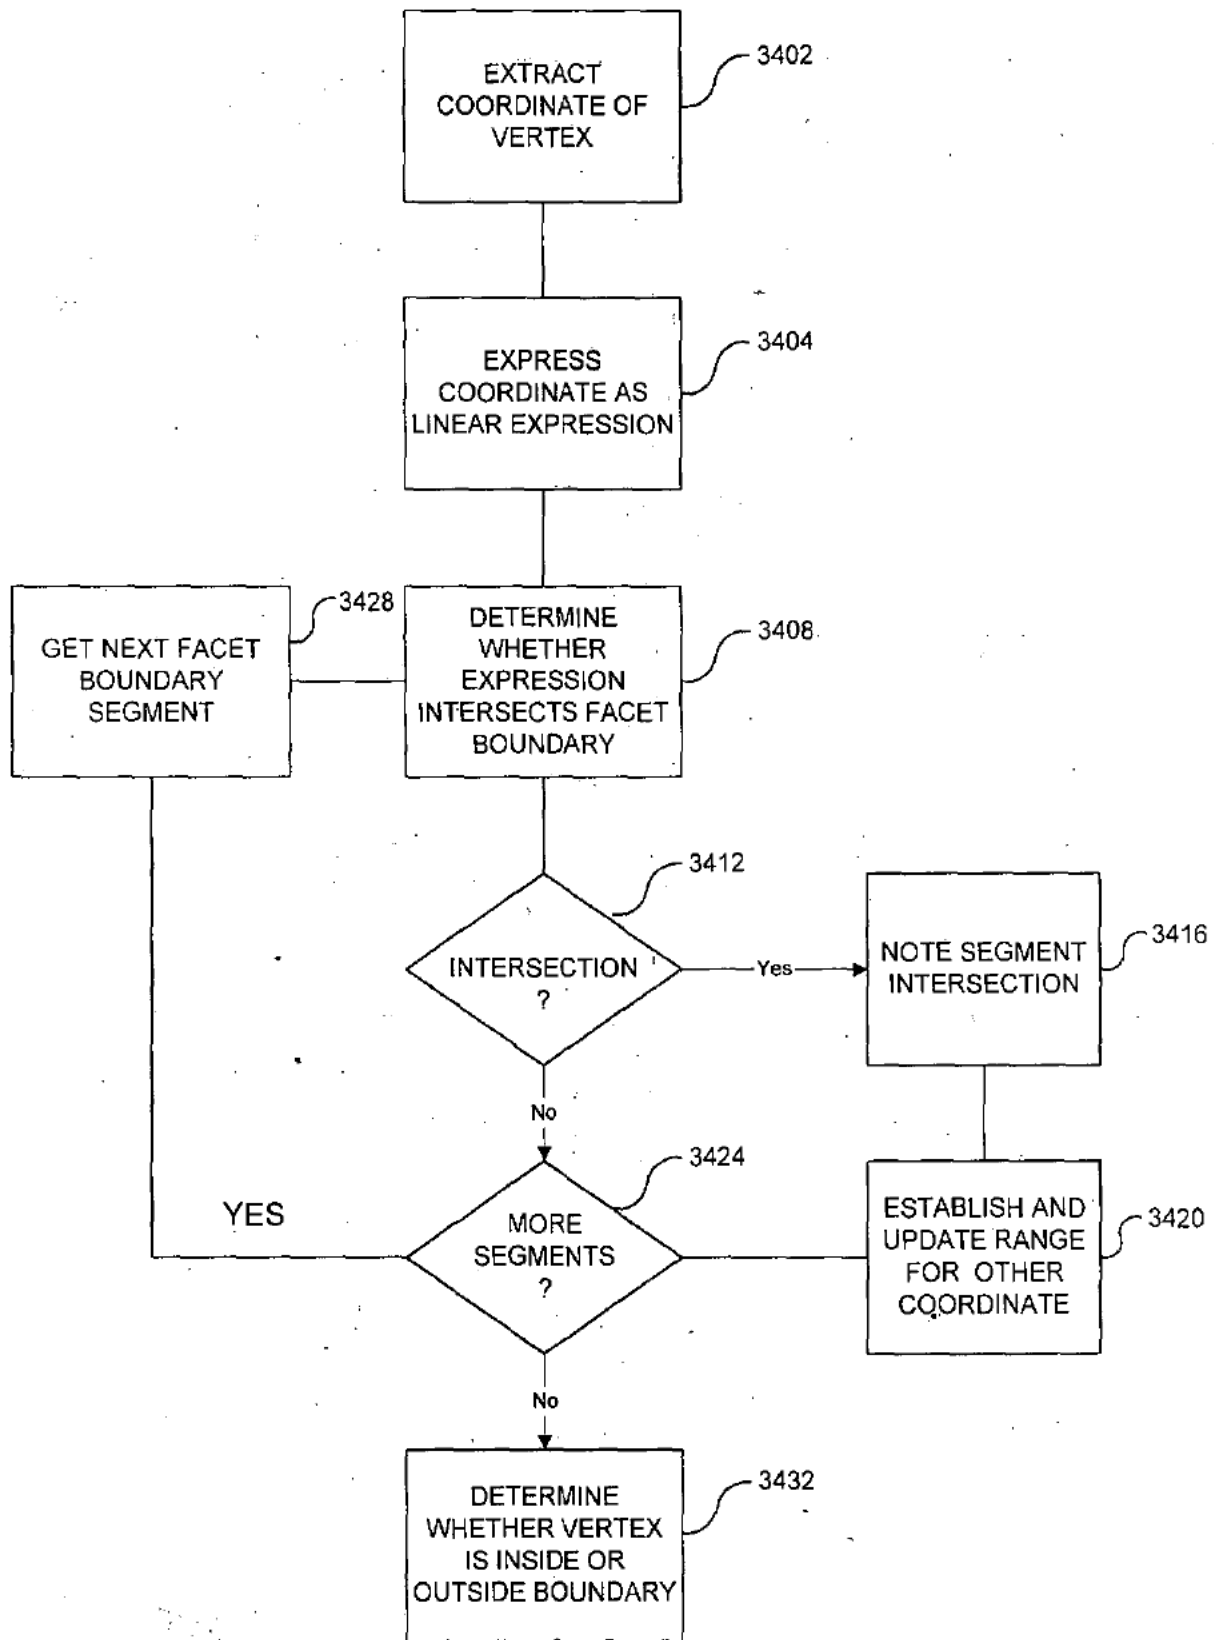 EXTRACT
COORDINATE OF
VERTEX
3402
EXPRESS
COORDINATE AS
LINEAR EXPRESSION
3404
GET NEXT FACET
BOUNDARY
SEGMENT
3428
DETERMINE
WHETHER
EXPRESSION
INTERSECTS FACET
BOUNDARY
3408
INTERSECTION
?
3412
Yes
NOTE SEGMENT
INTERSECTION
3416
No
MORE
SEGMENTS
?
3424
YES
ESTABLISH AND
UPDATE RANGE
FOR OTHER
COORDINATE
3420
No
DETERMINE
WHETHER VERTEX
IS INSIDE OR
OUTSIDE BOUNDARY
3432